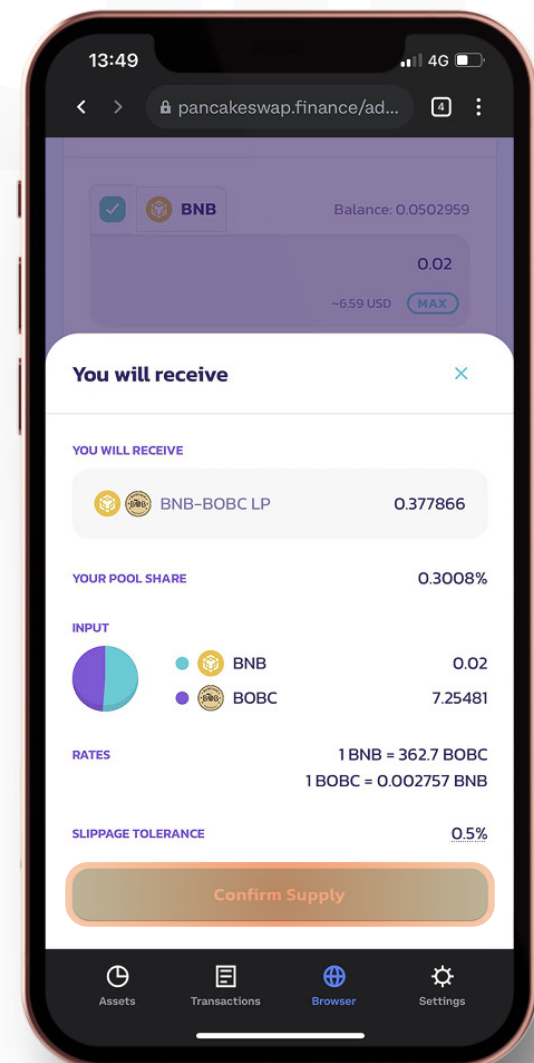 13:49 4G
pancakeswap.finance/ad... 4
BNB Balance: 0.0502959
0.02
~6.59 USD MAX
You will receive
YOU WILL RECEIVE
BOB BNB-BOBC LP 0.377866
YOUR POOL SHARE 0.3008%
INPUT
BNB 0.02
BOB BOBC 7.25481
RATES 1 BNB = 362.7 BOBC
1 BOBC = 0.002757 BNB
SLIPPAGE TOLERANCE 0.5%
Confirm Supply
Assets Transactions Browser Settings